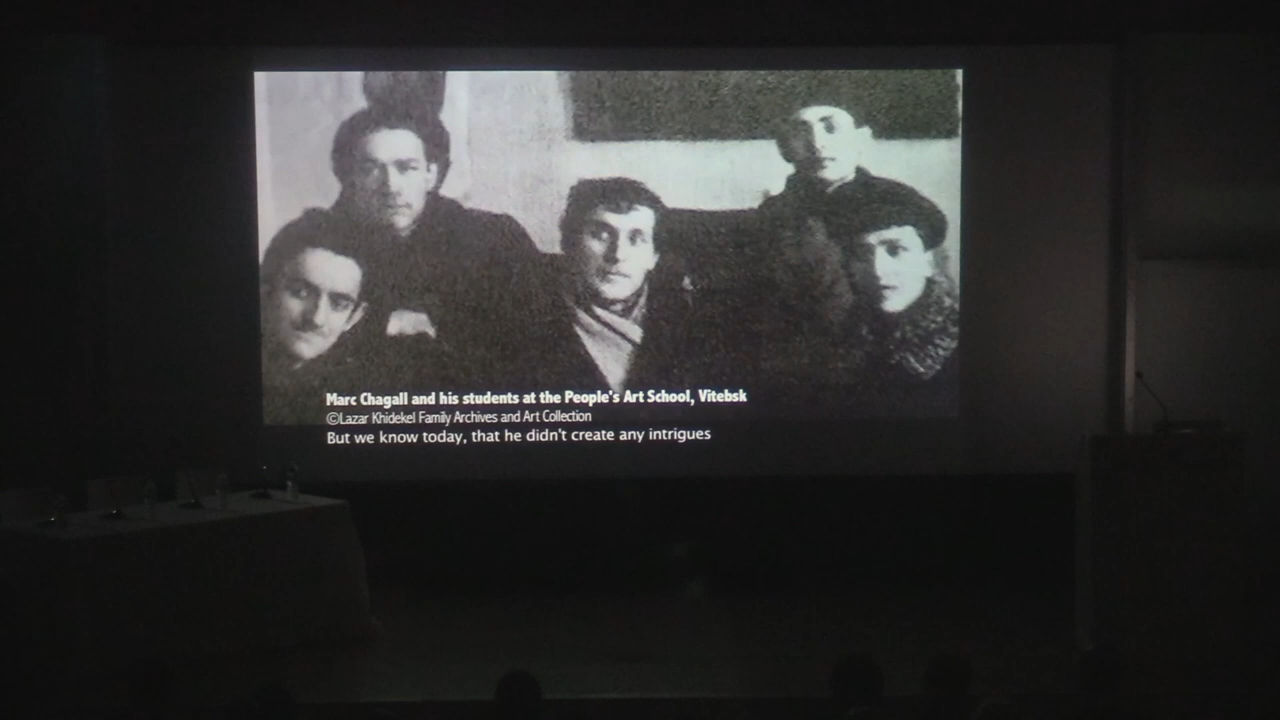 Marc Chagall and his students at the People's Art School, Vitebsk
©Lazar Khidekel Family Archives and Art Collection
But we know today, that he didn't create any intrigues